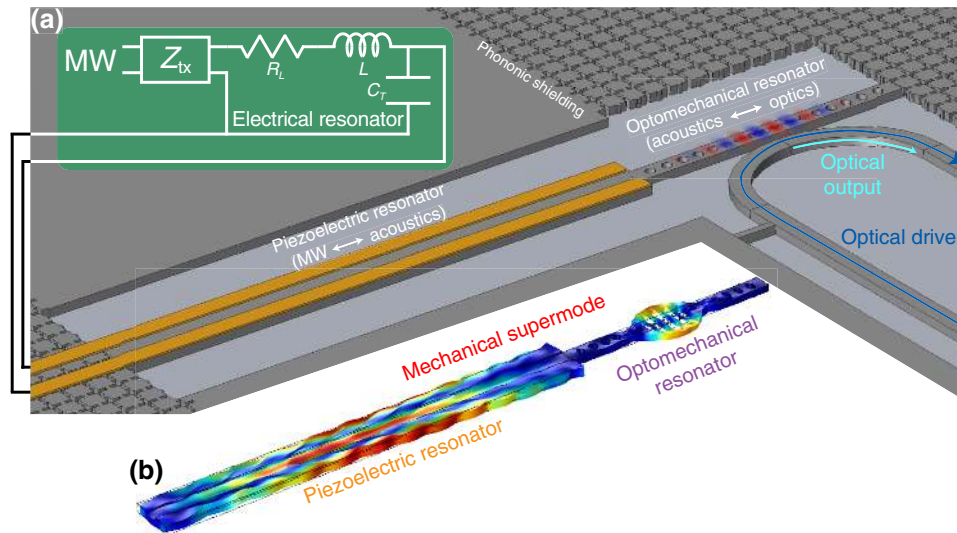 (a)
MW
Z_tx
R_L
L
C_T
Electrical resonator
Phononic shielding
Optomechanical resonator
(acoustics ⟷ optics)
Optical
output
Optical drive
Piezoelectric resonator
(MW ⟷ acoustics)
Mechanical supermode
Optomechanical
resonator
(b)
Piezoelectric resonator